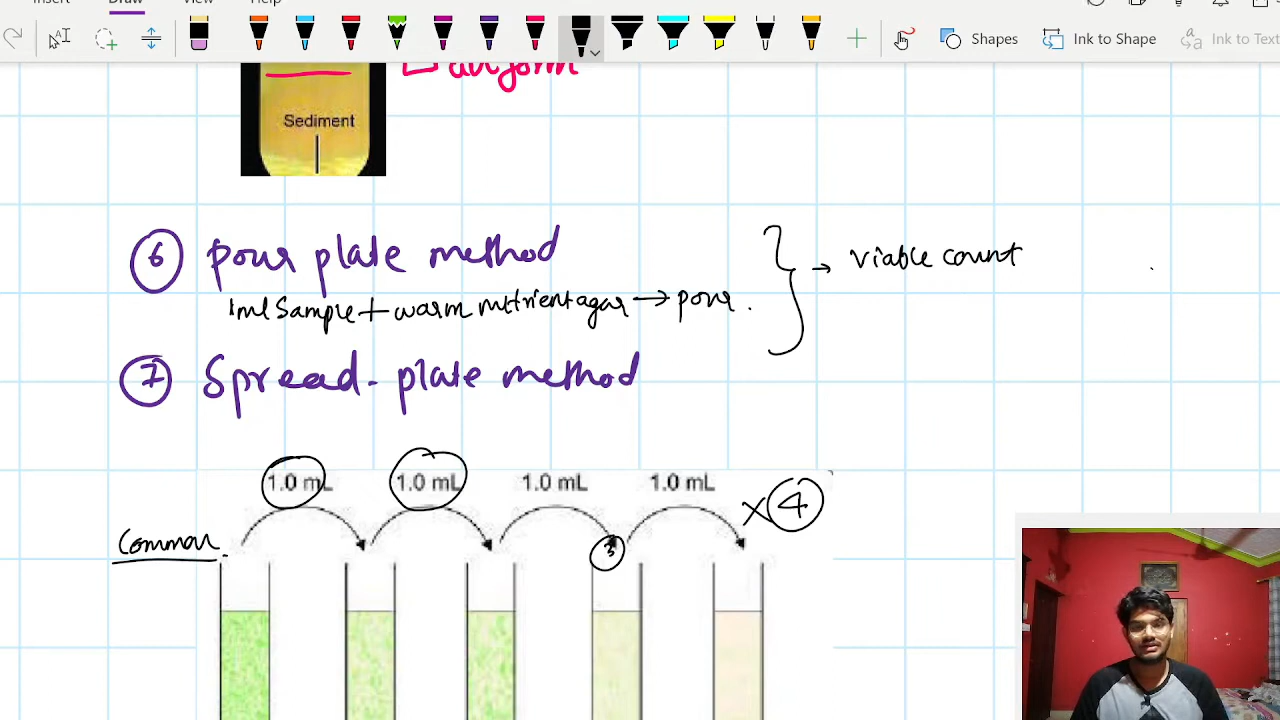 Insert Draw
Shapes Ink to Shape Ink to Text
uniform
Sediment
6 pour plate method
1ml Sample + warm nutrient agar → pour.
→ viable count
7 Spread - plate method
1.0 mL 1.0 mL 1.0 mL 1.0 mL
× 4
Common
3